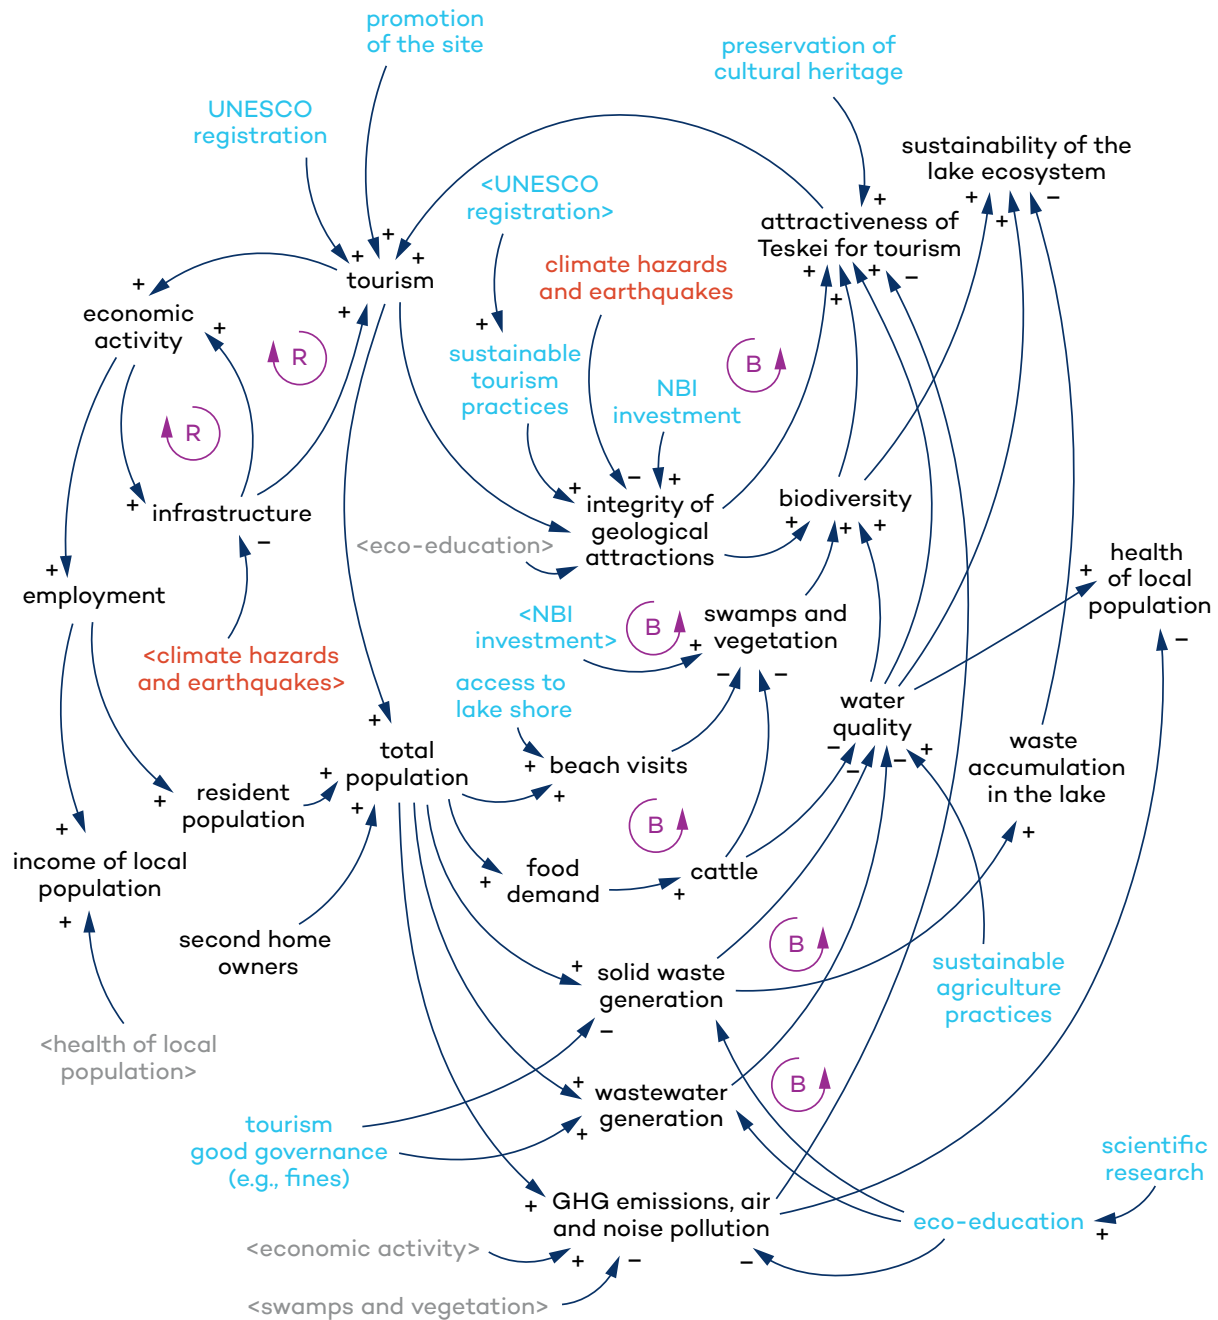 promotion
of the site
preservation of
cultural heritage
UNESCO
registration
sustainability of the
lake ecosystem
<UNESCO
registration>
attractiveness of
Teskei for tourism
climate hazards
and earthquakes
tourism
economic
activity
R
sustainable
tourism
practices
B
NBI
investment
R
integrity of
geological
attractions
biodiversity
infrastructure
<eco-education>
health
of local
population
employment
<NBI
investment>
B
swamps and
vegetation
<climate hazards
and earthquakes>
access to
lake shore
water
quality
total
population
beach visits
waste
accumulation
in the lake
resident
population
B
income of local
population
food
demand
cattle
second home
owners
B
solid waste
generation
sustainable
agriculture
practices
<health of local
population>
B
wastewater
generation
tourism
good governance
(e.g., fines)
scientific
research
GHG emissions, air
and noise pollution
eco-education
<economic activity>
<swamps and vegetation>